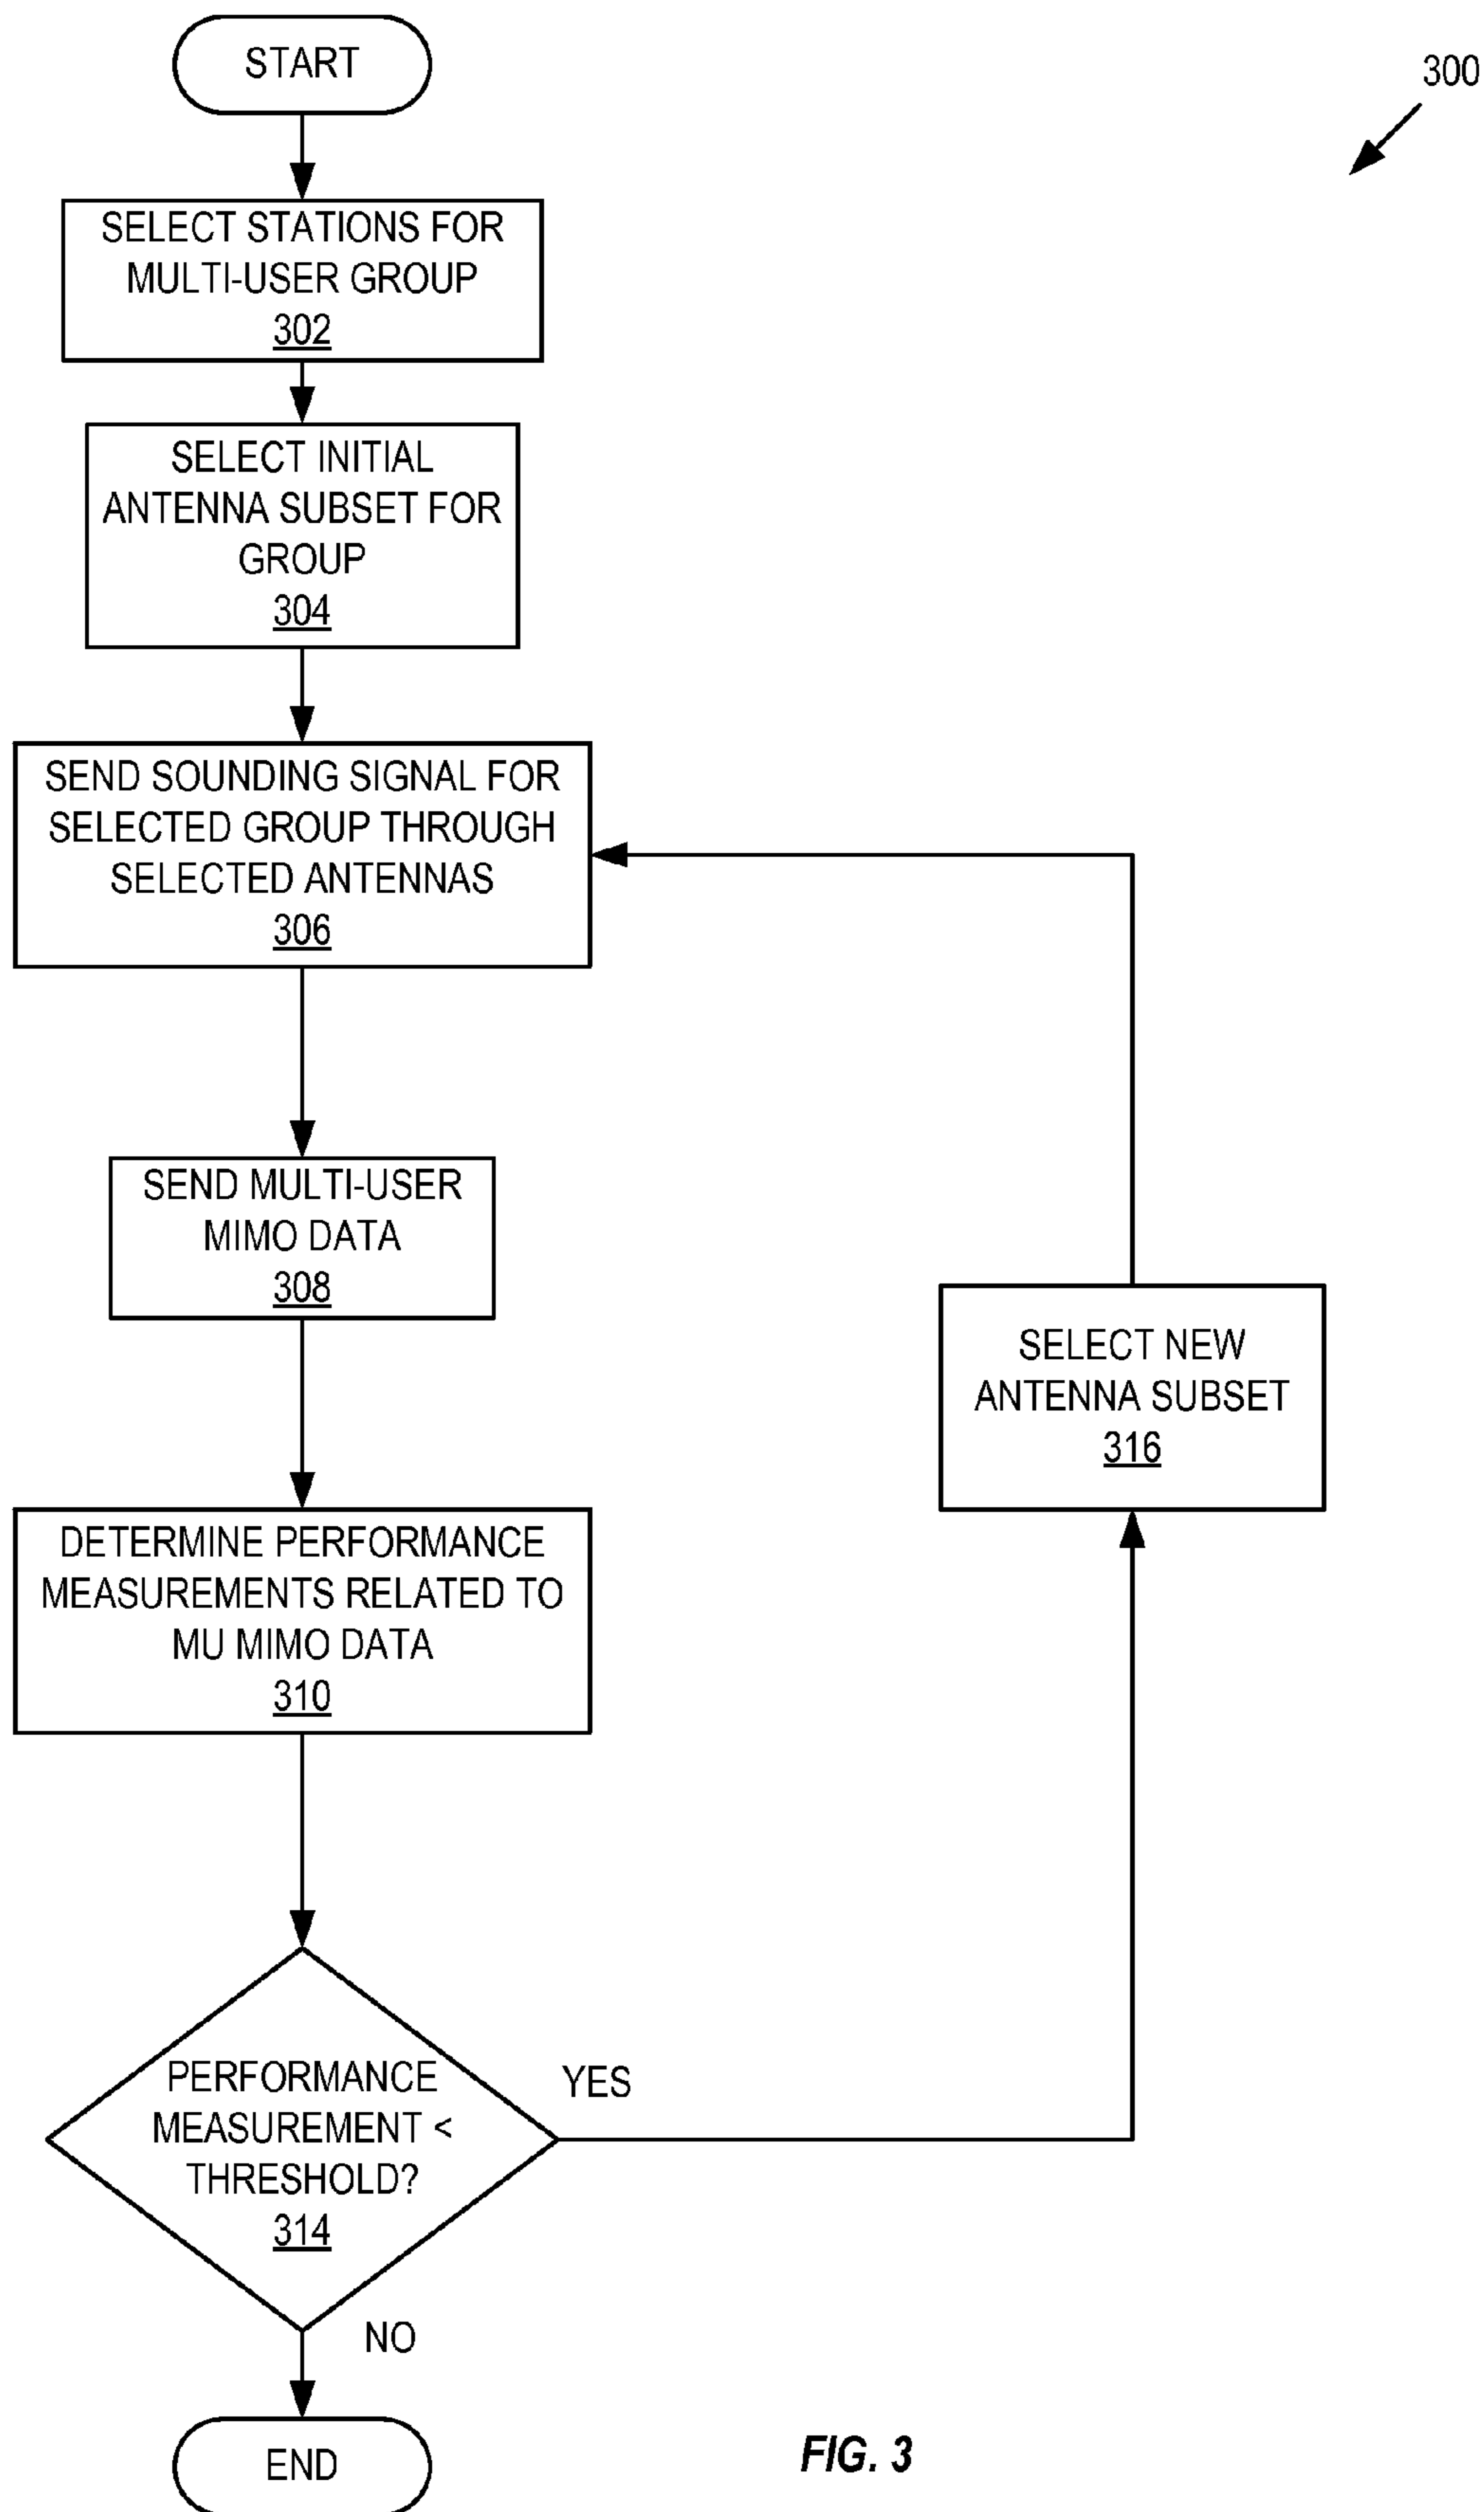 START
300
SELECT STATIONS FOR
MULTI-USER GROUP
302
SELECT INITIAL
ANTENNA SUBSET FOR
GROUP
304
SEND SOUNDING SIGNAL FOR
SELECTED GROUP THROUGH
SELECTED ANTENNAS
306
SEND MULTI-USER
MIMO DATA
308
SELECT NEW
ANTENNA SUBSET
316
DETERMINE PERFORMANCE
MEASUREMENTS RELATED TO
MU MIMO DATA
310
PERFORMANCE
MEASUREMENT <
THRESHOLD?
314
YES
NO
END
FIG. 3